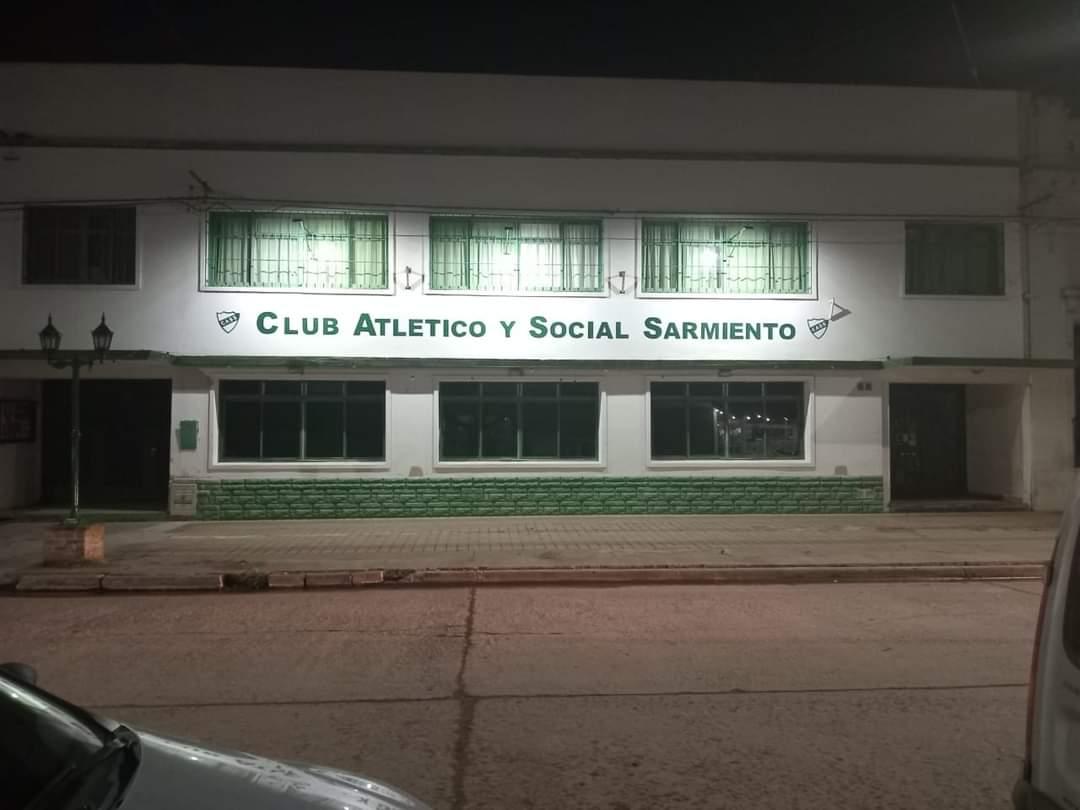 C.A.S.S.
CLUB ATLETICO Y SOCIAL SARMIENTO
C.A.S.S.